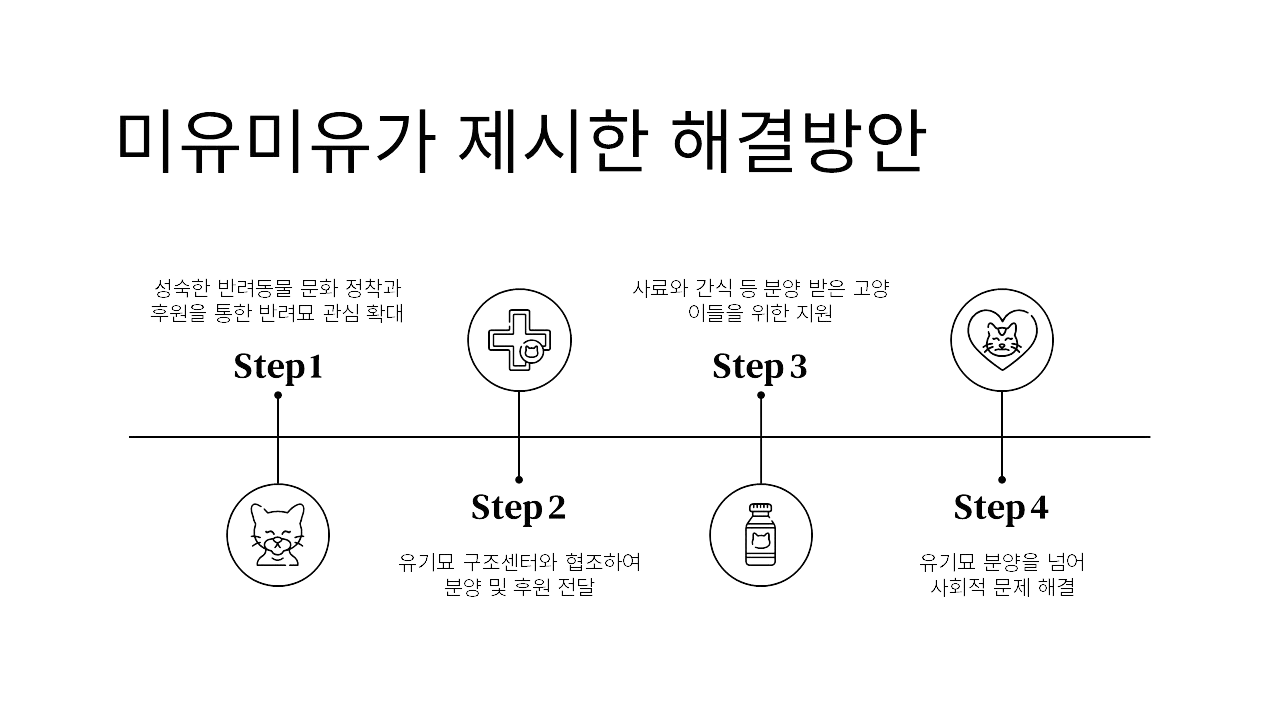 미유미유가 제시한 해결방안
성숙한 반려동물 문화 정착과
후원을 통한 반려묘 관심 확대
Step 1
Step 2
유기묘 구조센터와 협조하여
분양 및 후원 전달
사료와 간식 등 분양 받은 고양
이들을 위한 지원
Step 3
Step 4
유기묘 분양을 넘어
사회적 문제 해결